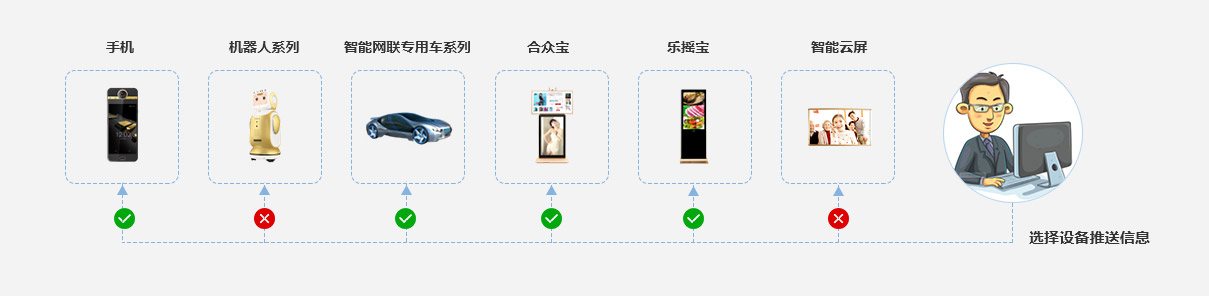 手机
机器人系列
智能网联专用车系列
合众宝
乐摇宝
智能云屏
选择设备推送信息